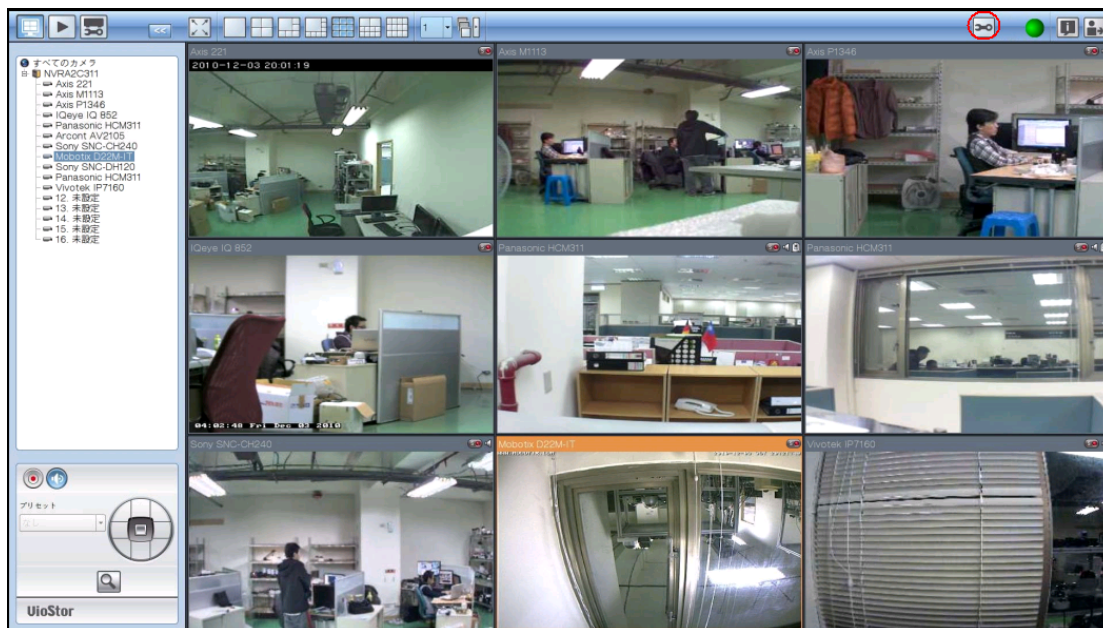 <<
1
すべてのカメラ
NVRA2C311
Axis 221
Axis M1113
Axis P1346
IQeye IQ 852
Panasonic HCM311
Arcont AV2105
Sony SNC-CH240
Mobotix D22M-IT
Sony SNC-DH120
Panasonic HCM311
Vivotek IP7160
12. 未設定
13. 未設定
14. 未設定
15. 未設定
16. 未設定
プリセット
なし
UioStor
Axis 221
2010-12-03 20:01:19
Axis M1113
Axis P1346
IQeye IQ 852
04:02:48 Fri Dec 03 2010
Panasonic HCM311
Panasonic HCM311
Sony SNC-CH240
Mobotix D22M-IT
Vivotek IP7160